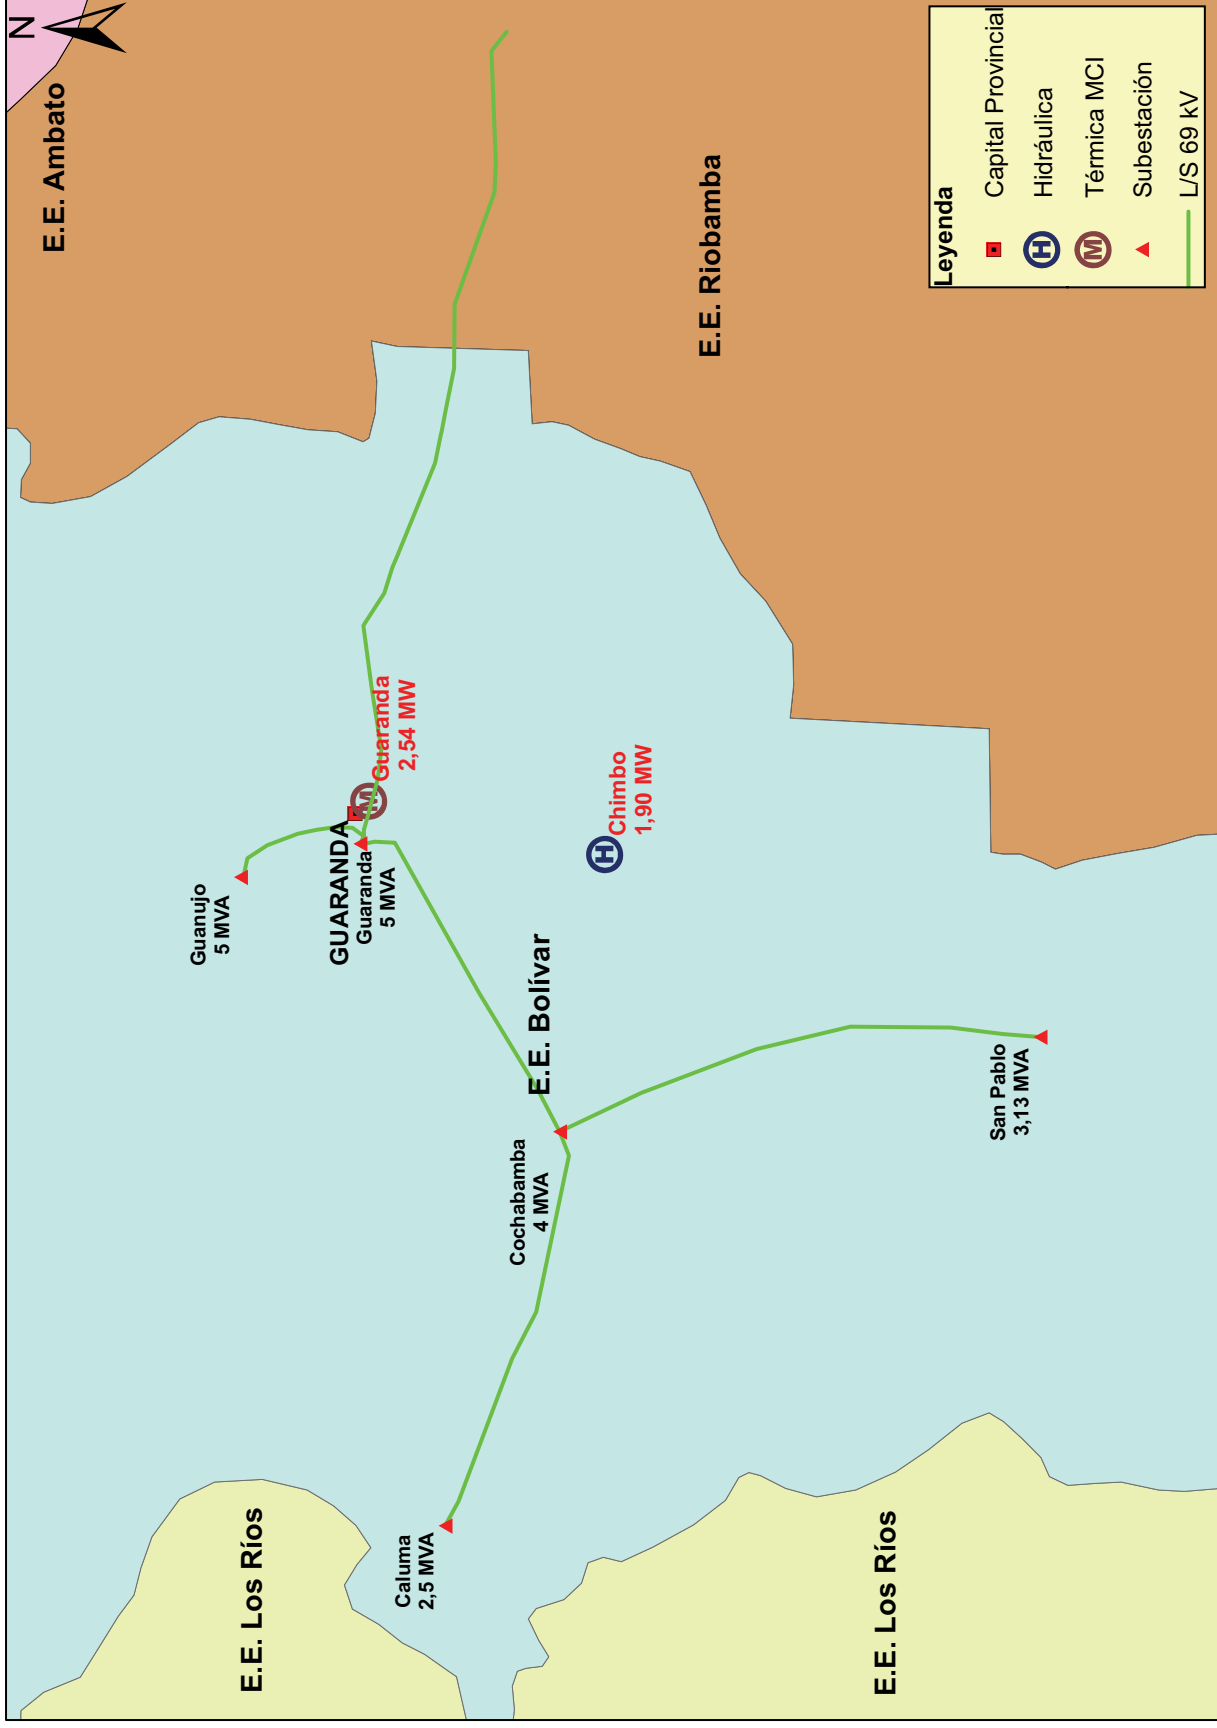 N
E.E. Ambato
E.E. Riobamba
E.E. Los Ríos
E.E. Los Ríos
E.E. Bolívar
Guanujo
5 MVA
GUARANDA
Guaranda
5 MVA
Guaranda
2,54 MW
M
H
Chimbo
1,90 MW
Cochabamba
4 MVA
Caluma
2,5 MVA
San Pablo
3,13 MVA
Leyenda
Capital Provincial
H Hidráulica
M Térmica MCI
Subestación
L/S 69 kV